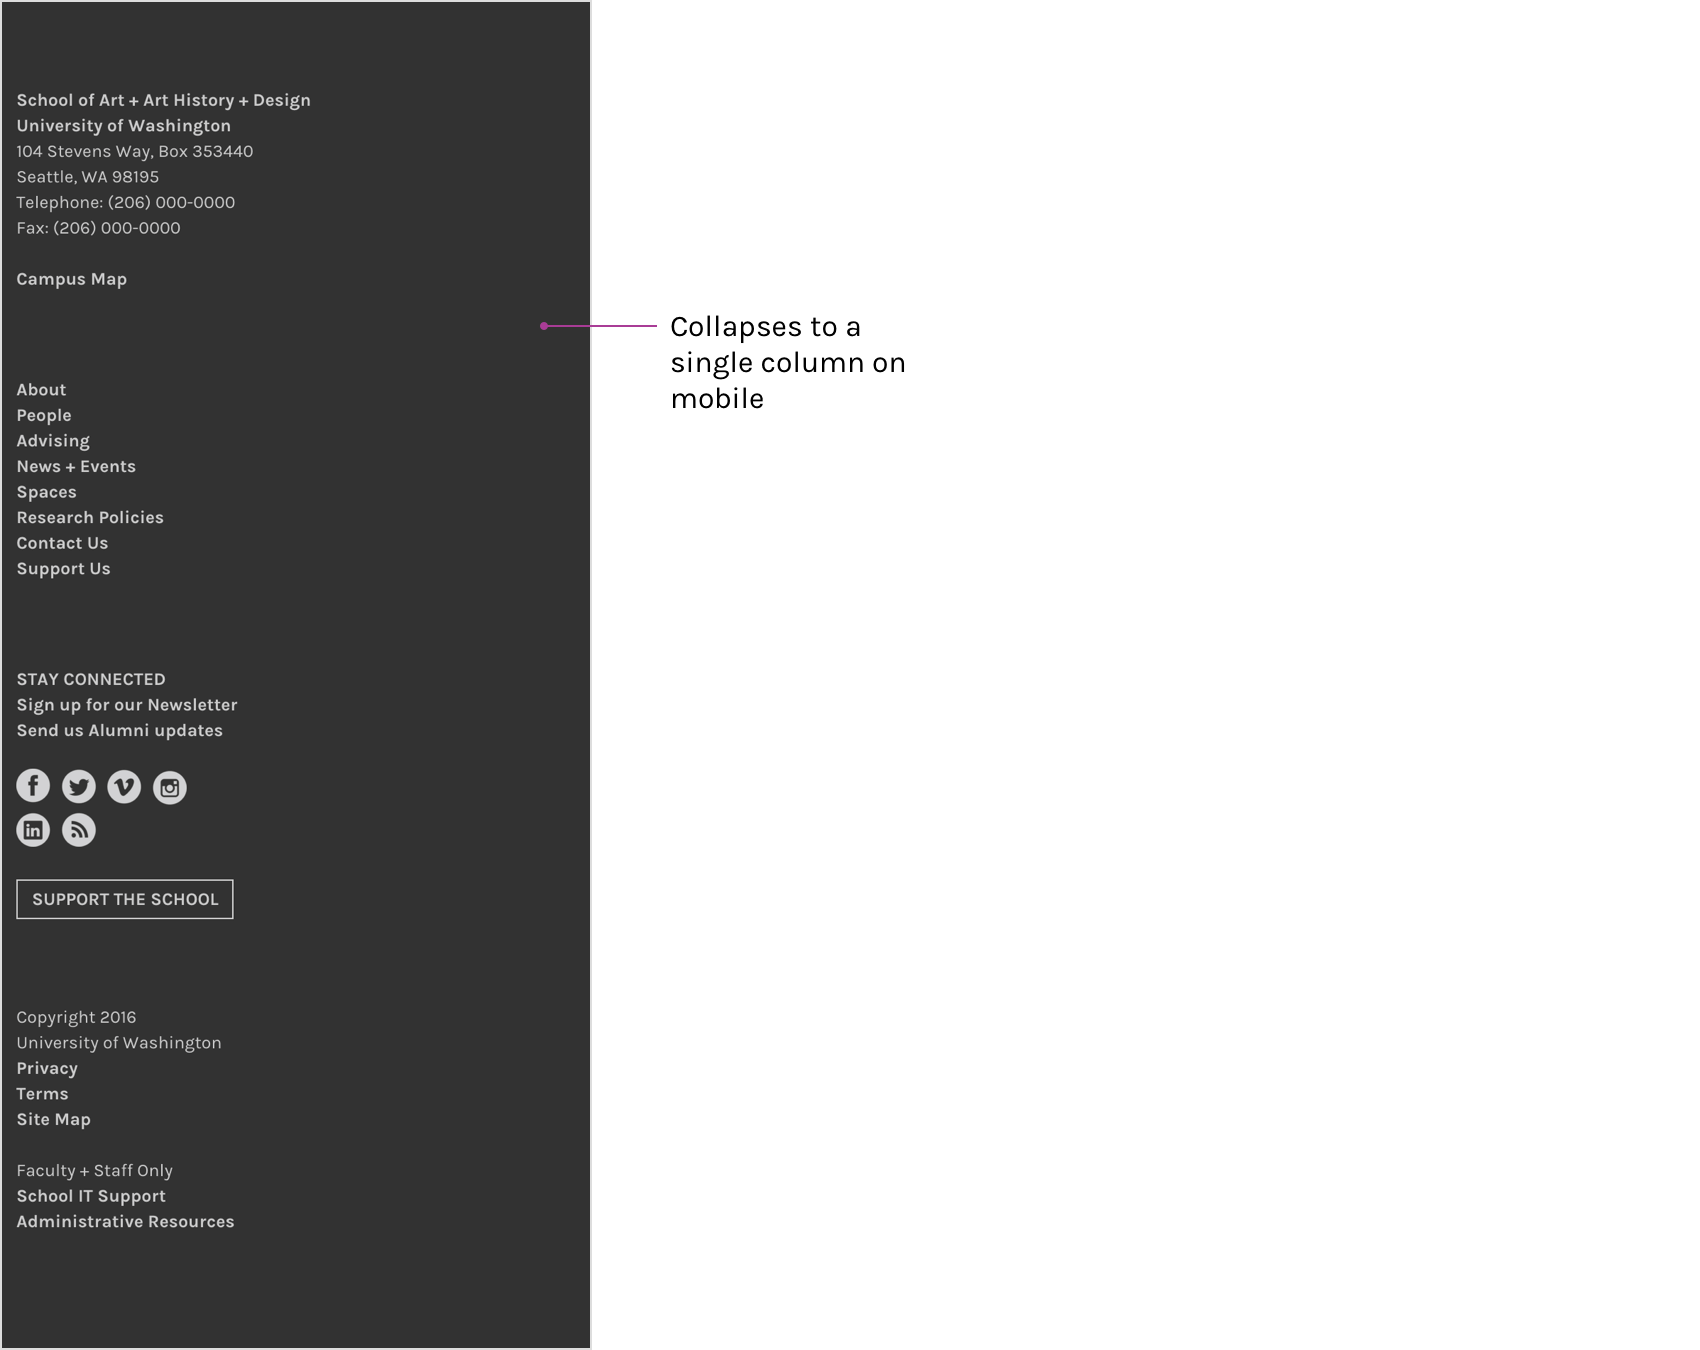 School of Art + Art History + Design
University of Washington
104 Stevens Way, Box 353440
Seattle, WA 98195
Telephone: (206) 000-0000
Fax: (206) 000-0000
Campus Map
Collapses to a
single column on
mobile
About
People
Advising
News + Events
Spaces
Research Policies
Contact Us
Support Us
STAY CONNECTED
Sign up for our Newsletter
Send us Alumni updates
SUPPORT THE SCHOOL
Copyright 2016
University of Washington
Privacy
Terms
Site Map
Faculty + Staff Only
School IT Support
Administrative Resources